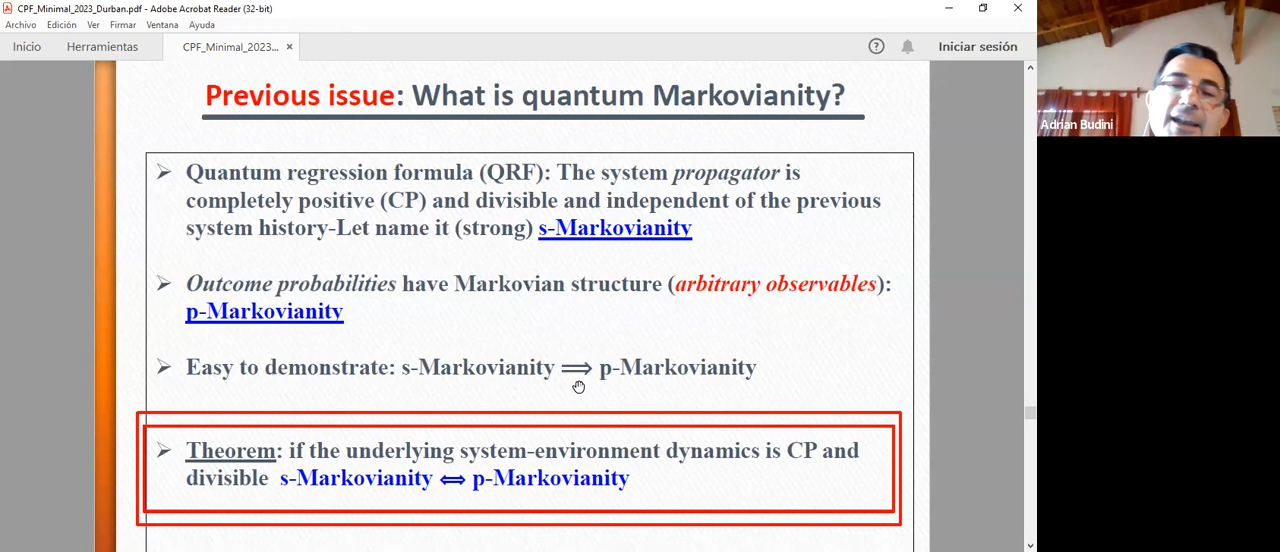 CPF_Minimal_2023_Durban.pdf - Adobe Acrobat Reader (32-bit)
Archivo Edición Ver Firmar Ventana Ayuda
Inicio Herramientas CPF_Minimal_2023... × Iniciar sesión
Previous issue: What is quantum Markovianity?
Adrian Budini
Quantum regression formula (QRF): The system propagator is
completely positive (CP) and divisible and independent of the previous
system history-Let name it (strong) s-Markovianity
Outcome probabilities have Markovian structure (arbitrary observables):
p-Markovianity
Easy to demonstrate: s-Markovianity ⟹ p-Markovianity
Theorem: if the underlying system-environment dynamics is CP and
divisible s-Markovianity ⟺ p-Markovianity